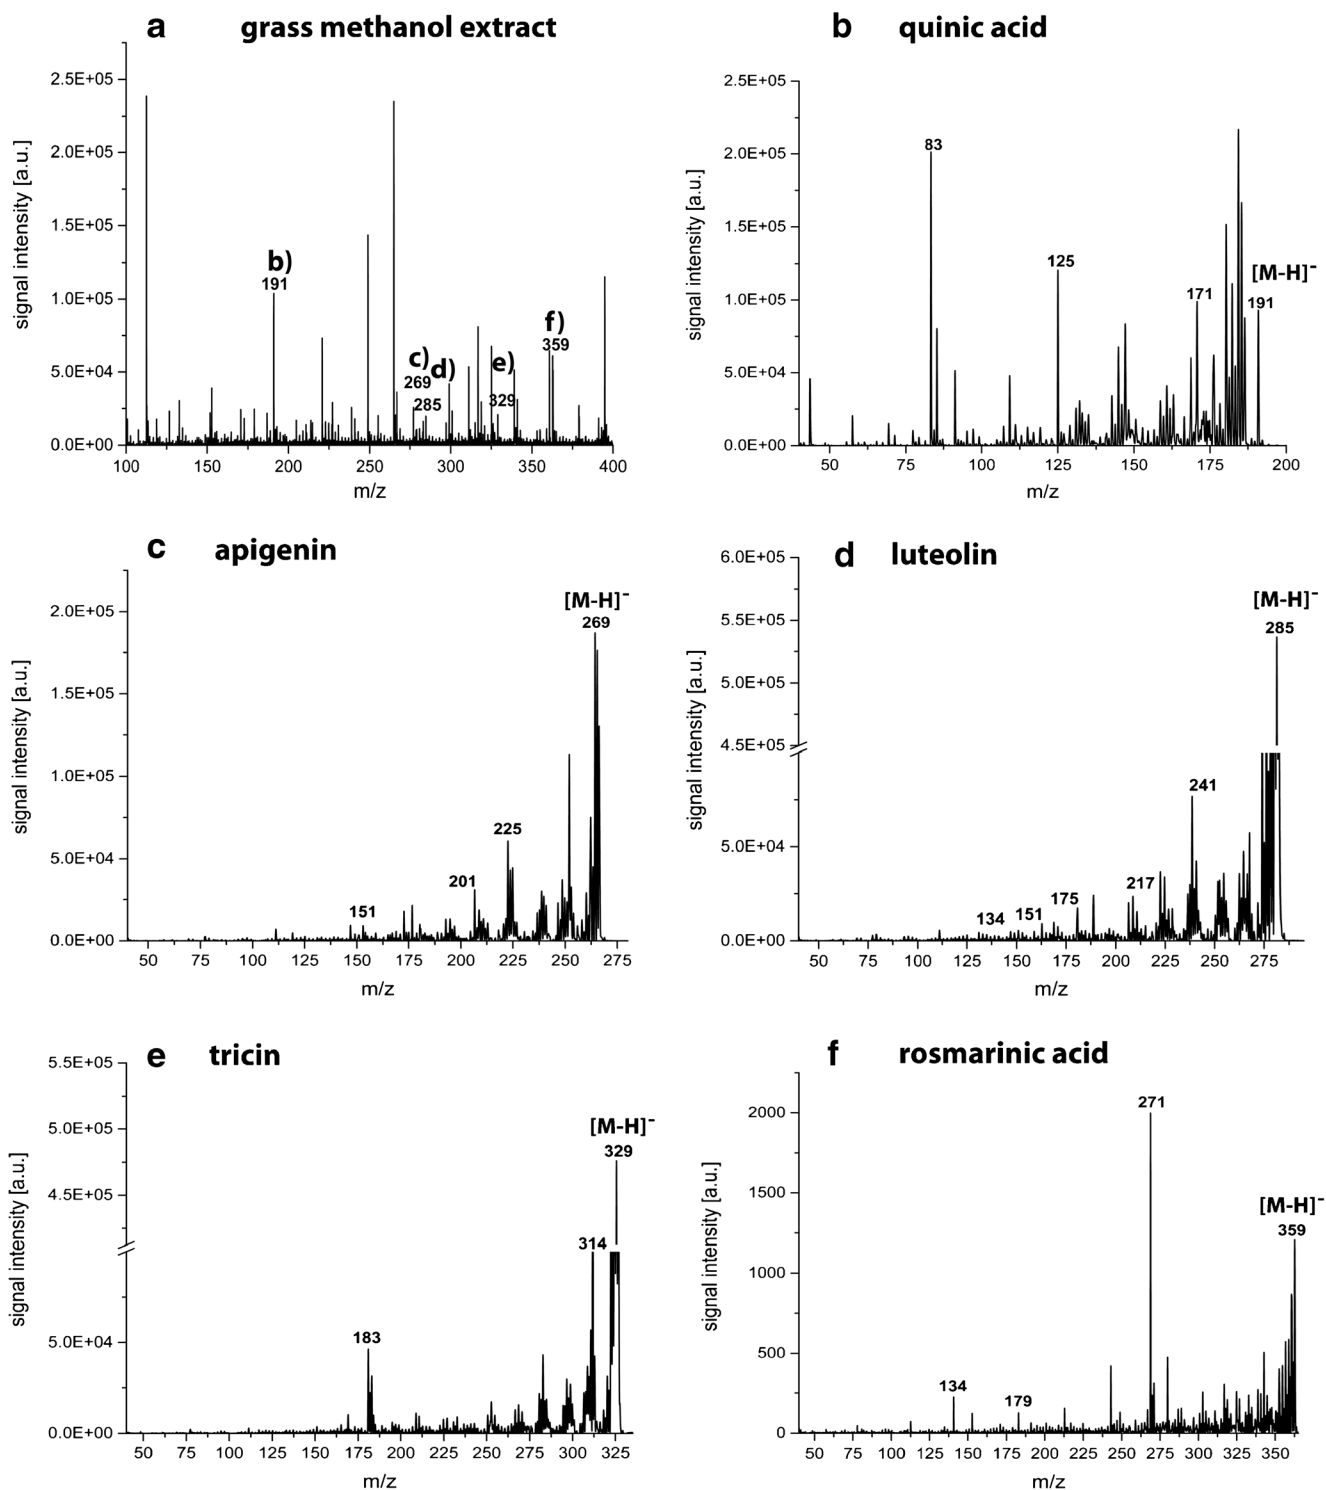 a grass methanol extract
2.5E+05
2.0E+05
1.5E+05
1.0E+05
5.0E+04
0.0E+00
signal intensity [a.u.]
b)
191
c)
269
d)
285
e)
329
f)
359
100 150 200 250 300 350 400
m/z
b quinic acid
2.5E+05
2.0E+05
1.5E+05
1.0E+05
5.0E+04
0.0E+00
signal intensity [a.u.]
83
125
171
[M-H]⁻
191
50 75 100 125 150 175 200
m/z
c apigenin
2.0E+05
1.5E+05
1.0E+05
5.0E+04
0.0E+00
signal intensity [a.u.]
[M-H]⁻
269
225
201
151
50 75 100 125 150 175 200 225 250 275
m/z
d luteolin
6.0E+05
5.5E+05
5.0E+05
4.5E+05
5.0E+04
0.0E+00
signal intensity [a.u.]
[M-H]⁻
285
241
217
175
151
134
50 75 100 125 150 175 200 225 250 275
m/z
e tricin
5.5E+05
5.0E+05
4.5E+05
5.0E+04
0.0E+00
signal intensity [a.u.]
[M-H]⁻
329
314
183
50 75 100 125 150 175 200 225 250 275 300 325
m/z
f rosmarinic acid
2000
1500
1000
500
0
signal intensity [a.u.]
271
[M-H]⁻
359
134
179
50 75 100 125 150 175 200 225 250 275 300 325 350
m/z